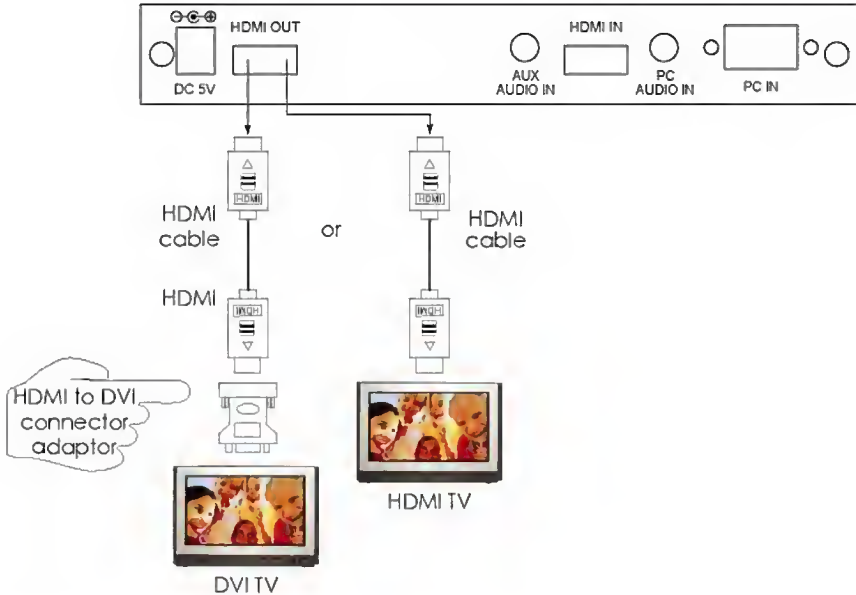 HDMI OUT
HDMI IN
DC 5V
AUX
AUDIO IN
PC
AUDIO IN
PC IN
HDMI
HDMI
HDMI
cable
or
HDMI
cable
HDMI
HDMI
HDMI
HDMI to DVI
connector
adaptor
HDMI TV
DVI TV